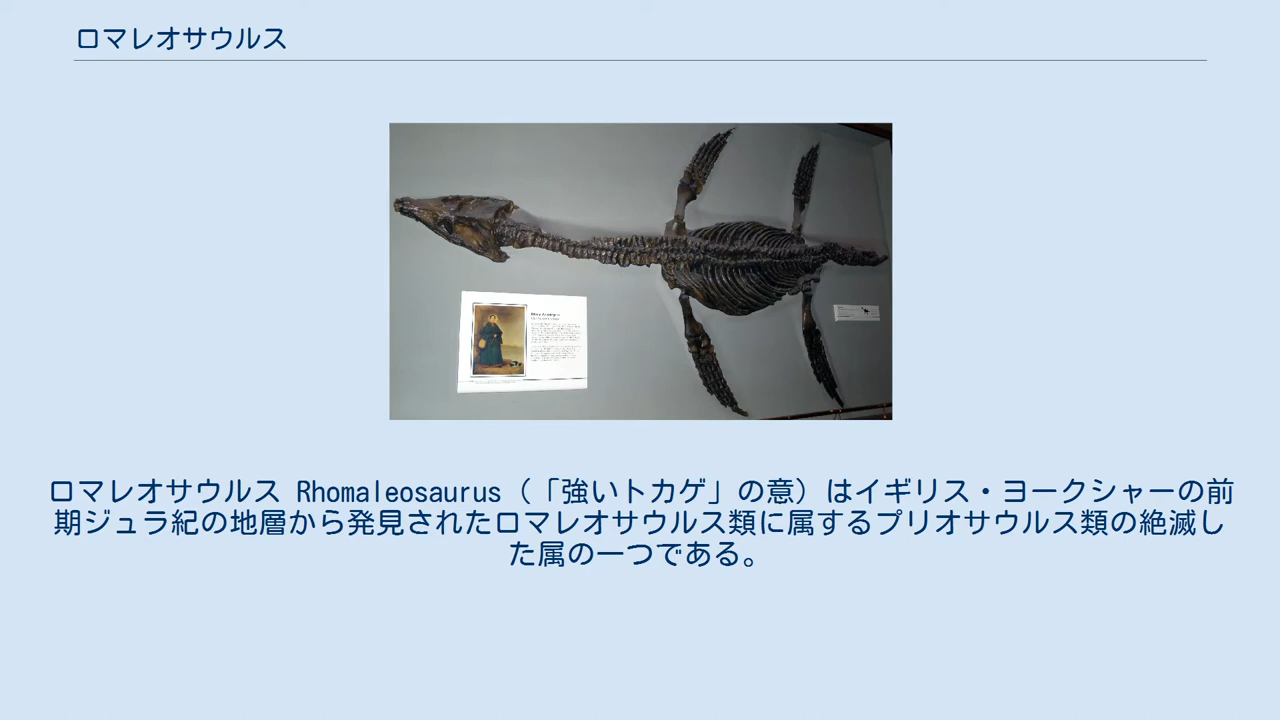 ロマレオサウルス
ロマレオサウルス Rhomaleosaurus（「強いトカゲ」の意）はイギリス・ヨークシャーの前
期ジュラ紀の地層から発見されたロマレオサウルス類に属するプリオサウルス類の絶滅し
た属の一つである。